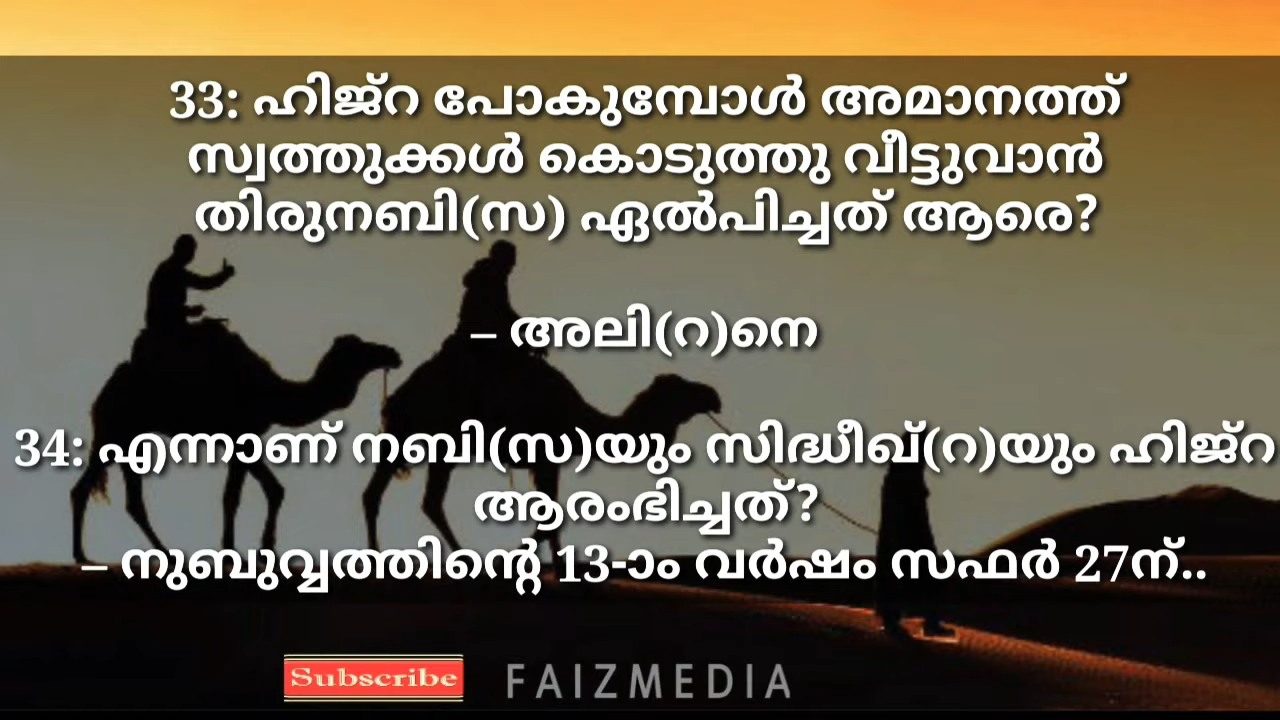 33: ഹിജ്റ പോകുമ്പോൾ അമാനത്ത്
സ്വത്തുക്കൾ കൊടുത്തു വീട്ടുവാൻ
തിരുനബി(സ) ഏൽപിച്ചത് ആരെ?
– അലി(റ)നെ
34: എന്നാണ് നബി(സ)യും സിദ്ധീഖ്(റ)യും ഹിജ്റ
ആരംഭിച്ചത്?
– നുബുവ്വത്തിന്റെ 13-ാം വർഷം സഫർ 27ന്..
Subscribe FAIZMEDIA